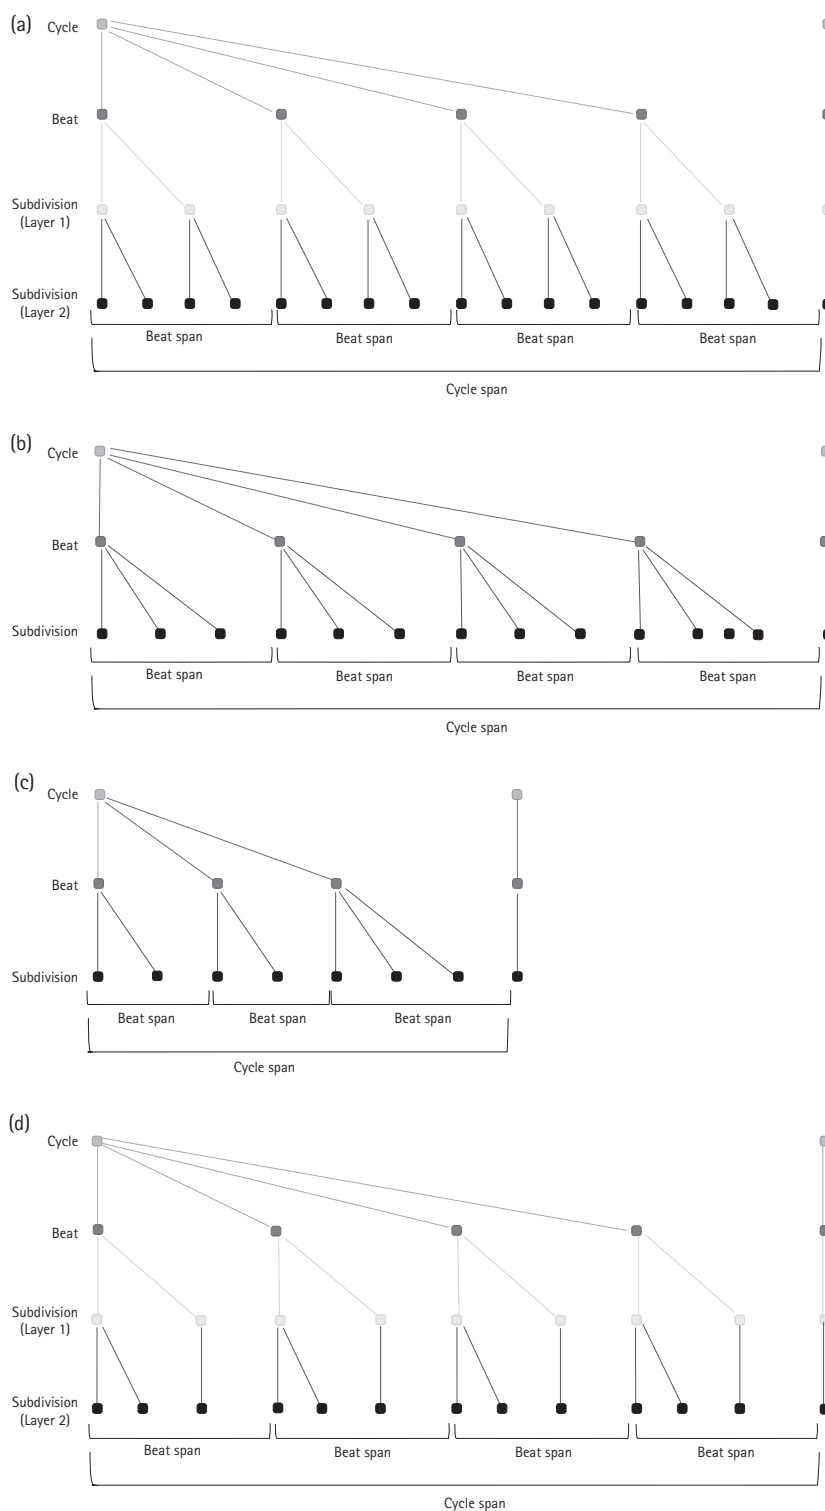 (a)
Cycle
Beat
Subdivision
(Layer 1)
Subdivision
(Layer 2)
Beat span Beat span Beat span Beat span
Cycle span
(b)
Cycle
Beat
Subdivision
Beat span Beat span Beat span Beat span
Cycle span
(c)
Cycle
Beat
Subdivision
Beat span Beat span Beat span
Cycle span
(d)
Cycle
Beat
Subdivision
(Layer 1)
Subdivision
(Layer 2)
Beat span Beat span Beat span Beat span
Cycle span